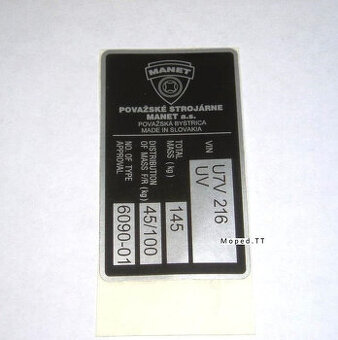 MANET
POVAŽSKÉ STROJÁRNE
MANET a.s.
POVAŽSKÁ BYSTRICA
MADE IN SLOVAKIA
VIN
U7V 216
UV
TOTAL
MASS (kg)
145
DISTRIBUTION
OF MASS F/R (kg)
45/100
NO. OF TYPE
APPROVAL
6090-01
Moped.TT